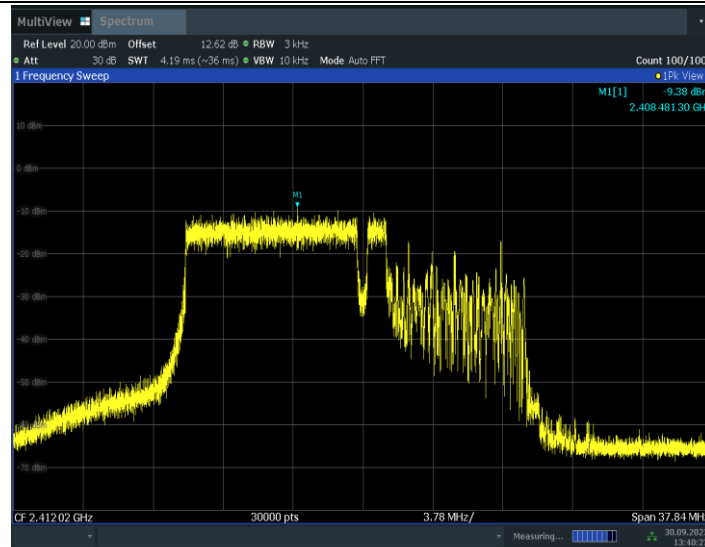 MultiView Spectrum
Ref Level 20.00 dBm Offset 12.62 dB RBW 3 kHz
Att 30 dB SWT 4.19 ms (~36 ms) VBW 10 kHz Mode Auto FFT Count 100/100
1 Frequency Sweep 1Pk View
M1[1] -9.38 dBm
2.408 481 30 GH
10 dBm
0 dBm
M1
-10 dBm
-20 dBm
-30 dBm
-40 dBm
-50 dBm
-70 dBm
CF 2.412 02 GHz 30000 pts 3.78 MHz/ Span 37.84 MH
Measuring... 30.09.202
13:40:2